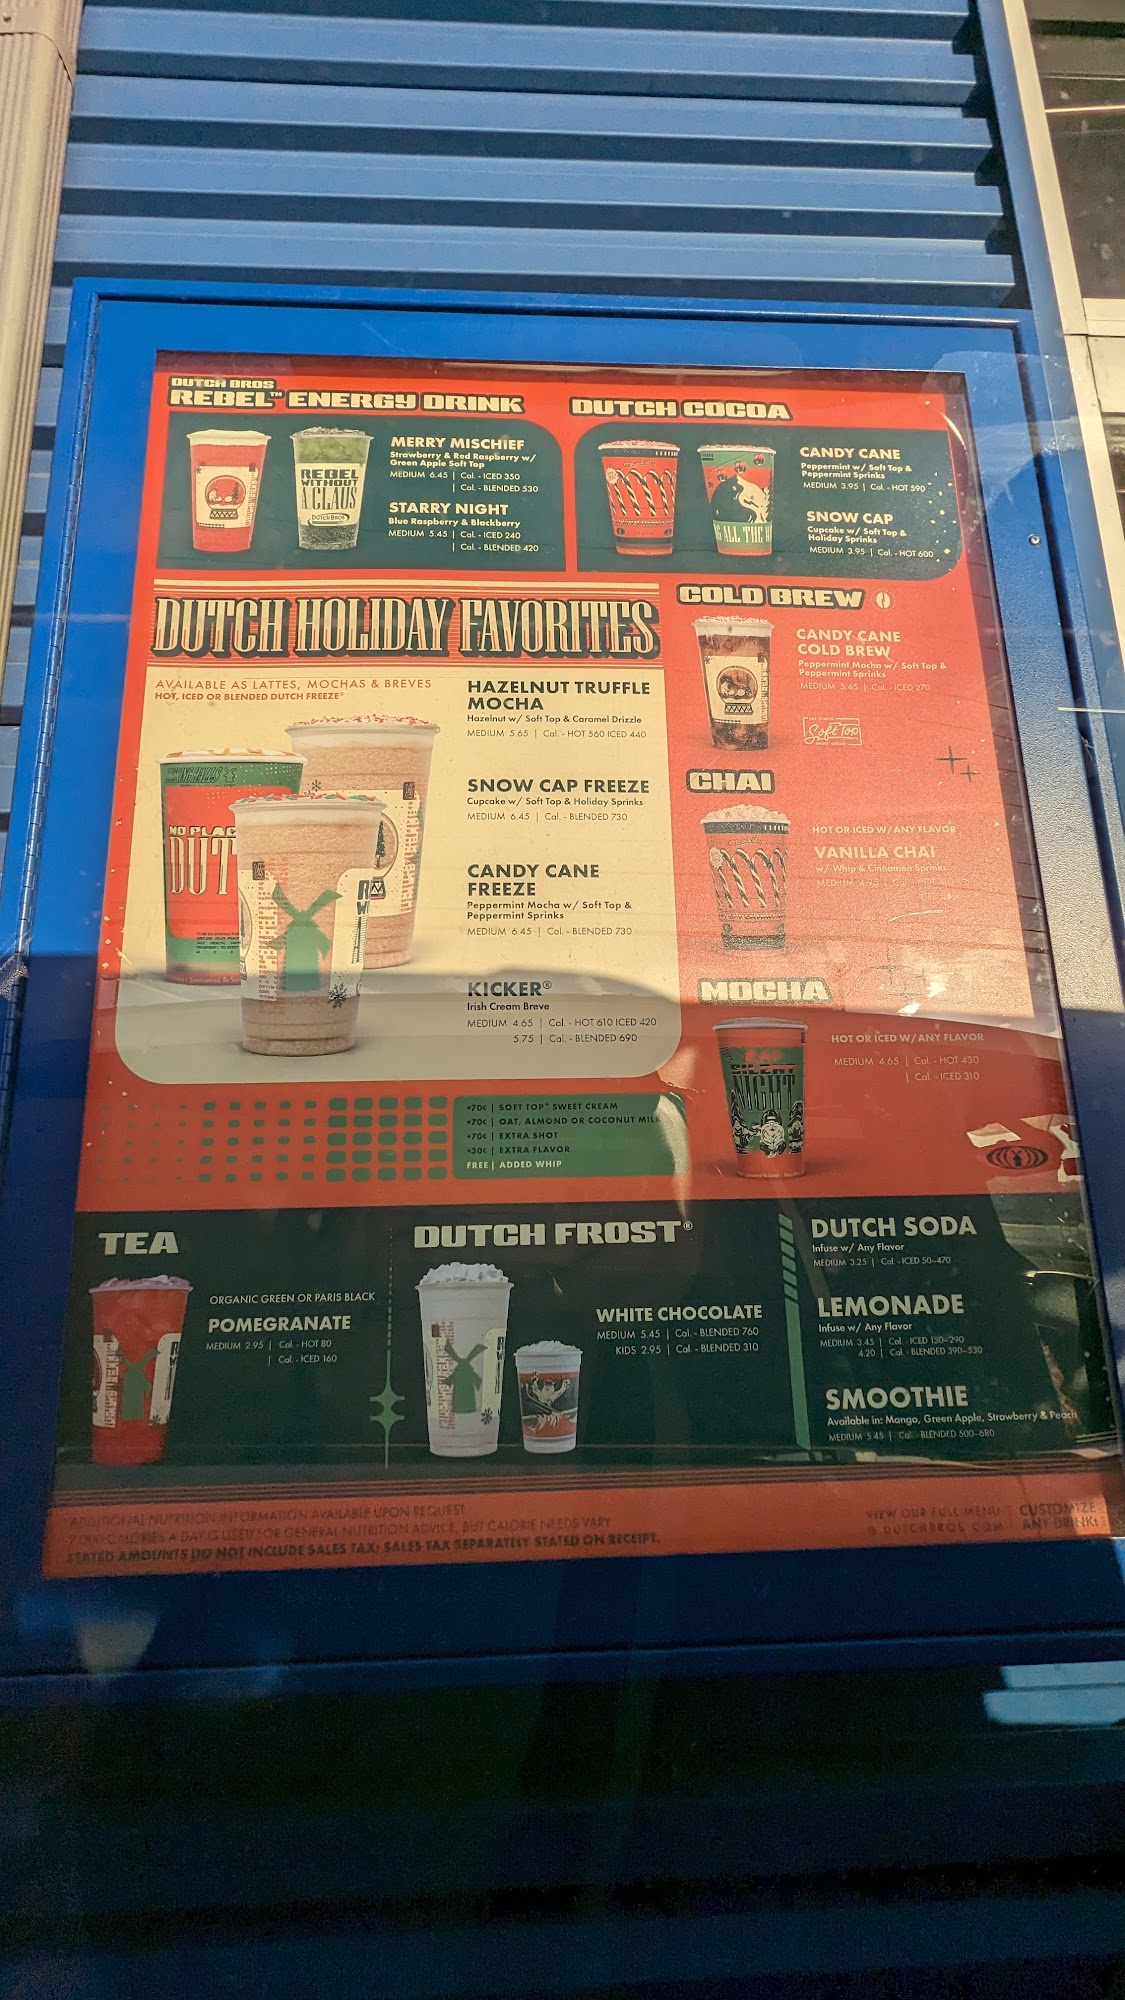 DUTCH BROS
REBEL™ ENERGY DRINK
MERRY MISCHIEF
Strawberry & Red Raspberry w/
Green Apple Soft Top
MEDIUM 6.45 | Cal. - ICED 350
| Cal. - BLENDED 530
STARRY NIGHT
Blue Raspberry & Blackberry
MEDIUM 5.45 | Cal. - ICED 240
| Cal. - BLENDED 420
REBEL
WITHOUT
A CLAUS
DUTCH BROS
DUTCH COCOA
CANDY CANE
Peppermint w/ Soft Top &
Peppermint Sprinks
MEDIUM 3.95 | Cal. - HOT 590
SNOW CAP
Cupcake w/ Soft Top &
Holiday Sprinks
MEDIUM 3.95 | Cal. - HOT 600
ALL THE
DUTCH HOLIDAY FAVORITES
AVAILABLE AS LATTES, MOCHAS & BREVES
HOT, ICED OR BLENDED DUTCH FREEZE®
HAZELNUT TRUFFLE
MOCHA
Hazelnut w/ Soft Top & Caramel Drizzle
MEDIUM 5.65 | Cal. - HOT 560 ICED 440
SNOW CAP FREEZE
Cupcake w/ Soft Top & Holiday Sprinks
MEDIUM 6.45 | Cal. - BLENDED 730
CANDY CANE
FREEZE
Peppermint Mocha w/ Soft Top &
Peppermint Sprinks
MEDIUM 6.45 | Cal. - BLENDED 730
KICKER®
Irish Cream Breve
MEDIUM 4.65 | Cal. - HOT 610 ICED 420
5.75 | Cal. - BLENDED 690
NO PLAC
DUT
+70¢ | SOFT TOP™ SWEET CREAM
+70¢ | OAT, ALMOND OR COCONUT MILK
+70¢ | EXTRA SHOT
+30¢ | EXTRA FLAVOR
FREE | ADDED WHIP
COLD BREW
CANDY CANE
COLD BREW
Peppermint Mocha w/ Soft Top &
Peppermint Sprinks
MEDIUM 5.45 | Cal. - ICED 270
Soft Top
CHAI
HOT OR ICED W/ ANY FLAVOR
VANILLA CHAI
w/ Whip & Cinnamon Sprinks
MEDIUM
MOCHA
HOT OR ICED W/ ANY FLAVOR
MEDIUM 4.65 | Cal. - HOT 430
| Cal. - ICED 310
SILENT
NIGHT
TEA
ORGANIC GREEN OR PARIS BLACK
POMEGRANATE
MEDIUM 2.95 | Cal. - HOT 80
| Cal. - ICED 160
DUTCH FROST®
WHITE CHOCOLATE
MEDIUM 5.45 | Cal. - BLENDED 760
KIDS 2.95 | Cal. - BLENDED 310
DUTCH SODA
Infuse w/ Any Flavor
MEDIUM 3.25 | Cal. - ICED 50–470
LEMONADE
Infuse w/ Any Flavor
MEDIUM 3.45 | Cal. - ICED 150–290
4.20 | Cal. - BLENDED 390–530
SMOOTHIE
Available in: Mango, Green Apple, Strawberry & Peach
MEDIUM 5.45 | Cal. - BLENDED 500–680
ADDITIONAL NUTRITION INFORMATION AVAILABLE UPON REQUEST
CALORIES A DAY IS USED FOR GENERAL NUTRITION ADVICE, BUT CALORIE NEEDS VARY
STATED AMOUNTS DO NOT INCLUDE SALES TAX; SALES TAX SEPARATELY STATED ON RECEIPT.
VIEW OUR FULL MENU
@ DUTCHBROS.COM
CUSTOMIZE
ANY DRINK!